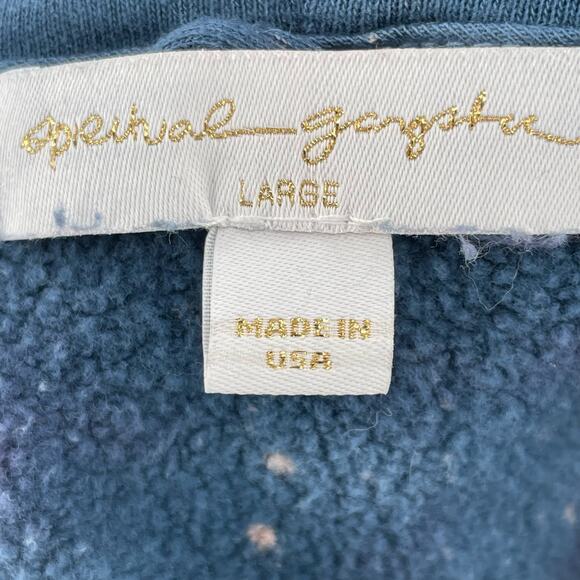 spiritual gangster
LARGE
MADE IN
USA